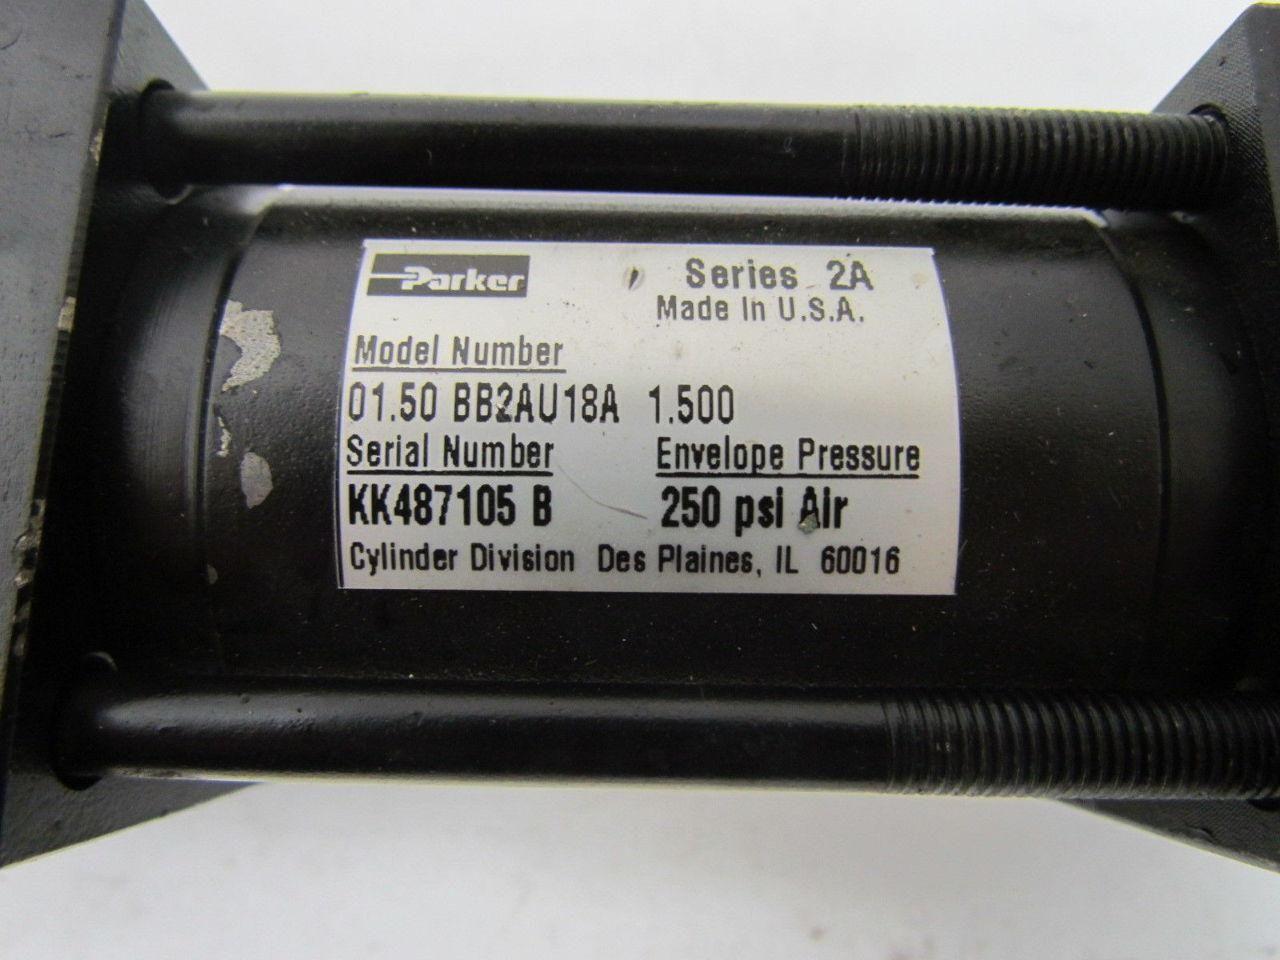 Parker Series 2A
Made In U.S.A.
Model Number
01.50 BB2AU18A 1.500
Serial Number Envelope Pressure
KK487105 B 250 psi Air
Cylinder Division Des Plaines, IL 60016